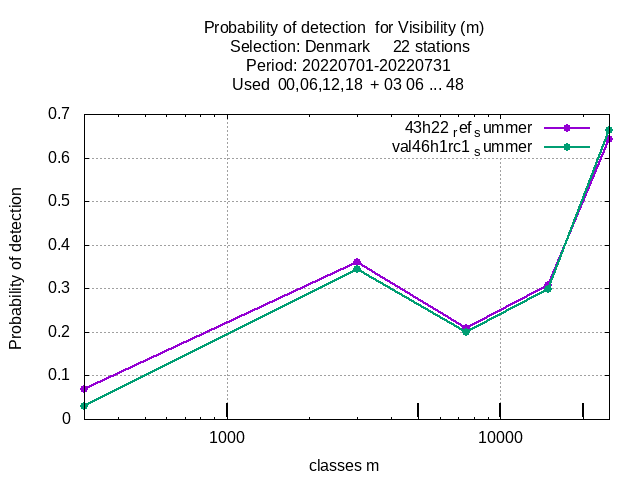 Probability of detection  for Visibility (m)
Selection: Denmark     22 stations
Period: 20220701-20220731
Used  00,06,12,18  + 03 06 ... 48
43h22 ref summer
val46h1rc1 summer
0.7
0.6
0.5
0.4
0.3
0.2
0.1
0
Probability of detection
1000
10000
classes m